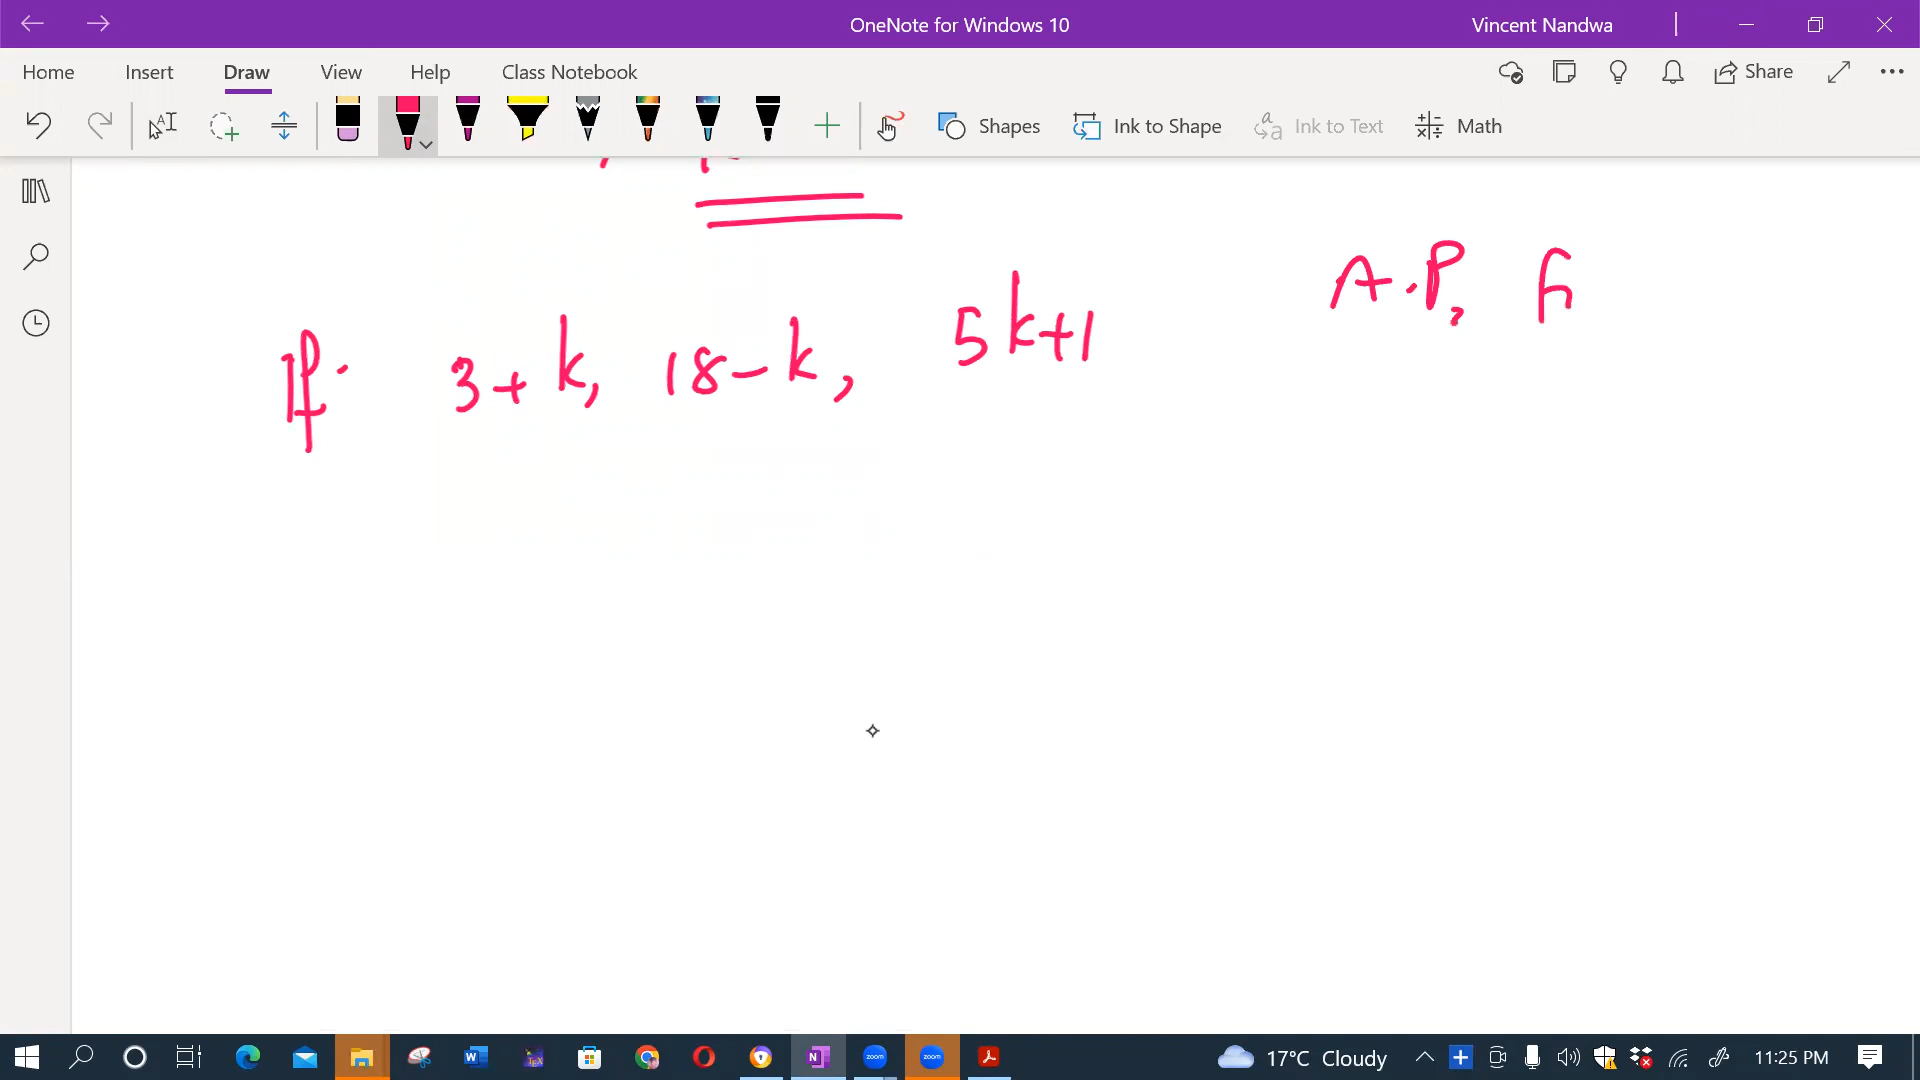 OneNote for Windows 10
Vincent Nandwa
Home Insert Draw View Help Class Notebook
Share
Shapes Ink to Shape Ink to Text Math
A.P,
If 3+k, 18-k, 5k+1
17°C Cloudy
11:25 PM